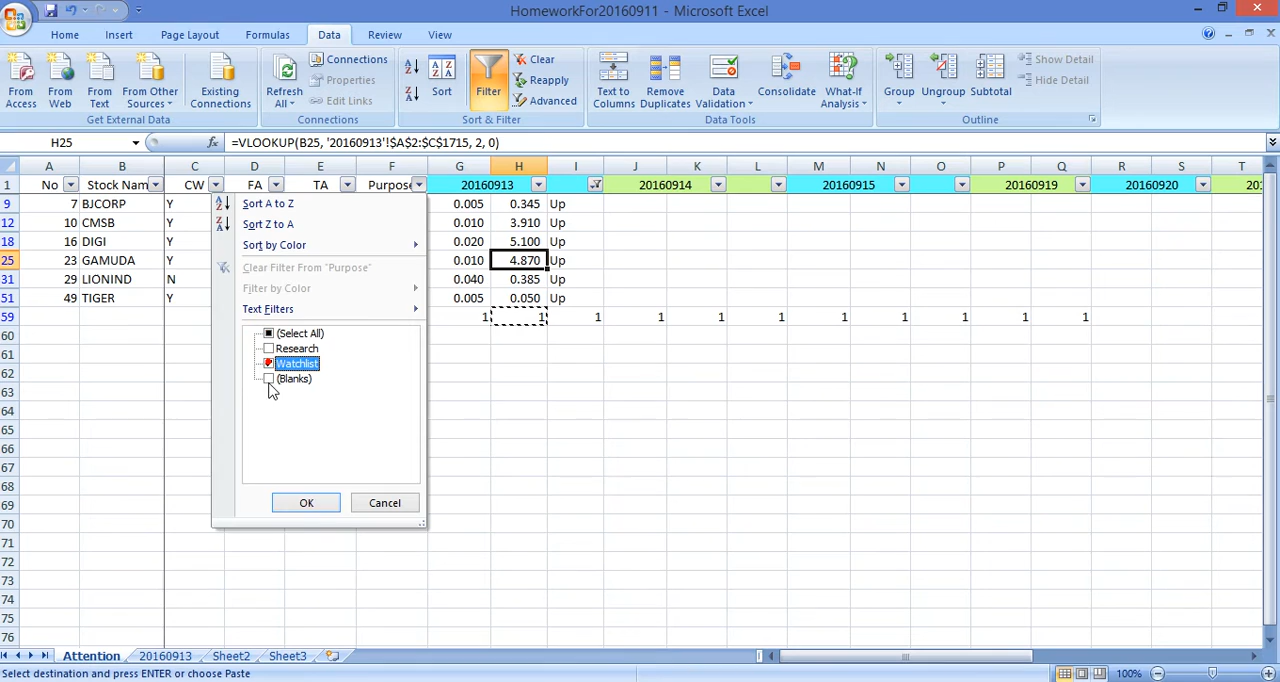 HomeworkFor20160911 - Microsoft Excel
Home Insert Page Layout Formulas Data Review View
From Access
From Web
From Text
From Other Sources
Existing Connections
Get External Data
Refresh All
Connections
Properties
Edit Links
Connections
Sort
Filter
Clear
Reapply
Advanced
Sort & Filter
Text to Columns
Remove Duplicates
Data Validation
Consolidate
What-If Analysis
Data Tools
Group
Ungroup
Subtotal
Show Detail
Hide Detail
Outline
H25 fx =VLOOKUP(B25, '20160913'!$A$2:$C$1715, 2, 0)
A B C D E F G H I J K L M N O P Q R S T
1 No Stock Nam CW FA TA Purpose 20160913 20160914 20160915 20160919 20160920 20
9 7 BJCORP Y 0.005 0.345 Up
12 10 CMSB Y 0.010 3.910 Up
18 16 DIGI Y 0.020 5.100 Up
25 23 GAMUDA Y 0.010 4.870 Up
31 29 LIONIND N 0.040 0.385 Up
51 49 TIGER Y 0.005 0.050 Up
59 1 1 1 1 1 1 1 1 1 1 1
60
61
62
63
64
65
66
67
68
69
70
71
72
73
74
75
76
Sort A to Z
Sort Z to A
Sort by Color
Clear Filter From "Purpose"
Filter by Color
Text Filters
(Select All)
Research
Watchlist
(Blanks)
OK Cancel
Attention 20160913 Sheet2 Sheet3
Select destination and press ENTER or choose Paste 100%